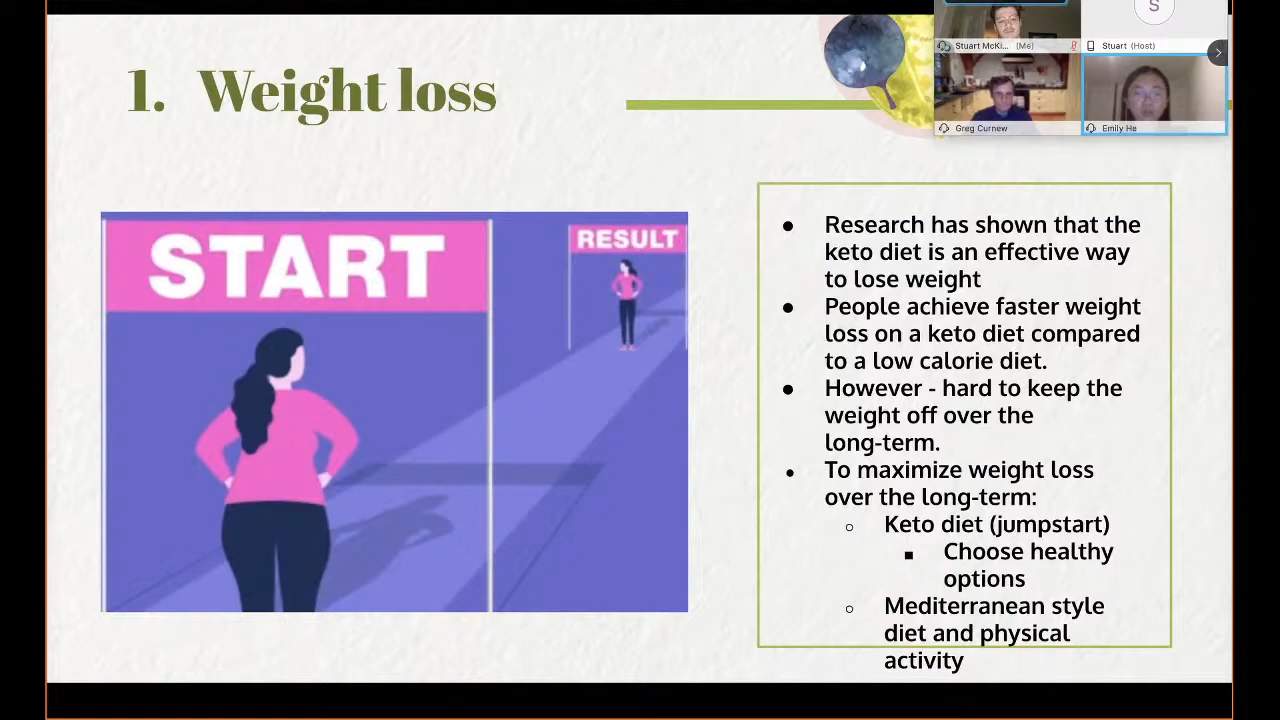 S
Stuart McKi... (Me)
Stuart (Host)
Greg Curnew
Emily He
1. Weight loss
START
RESULT
● Research has shown that the
keto diet is an effective way
to lose weight
● People achieve faster weight
loss on a keto diet compared
to a low calorie diet.
● However - hard to keep the
weight off over the
long-term.
● To maximize weight loss
over the long-term:
○ Keto diet (jumpstart)
■ Choose healthy
options
○ Mediterranean style
diet and physical
activity